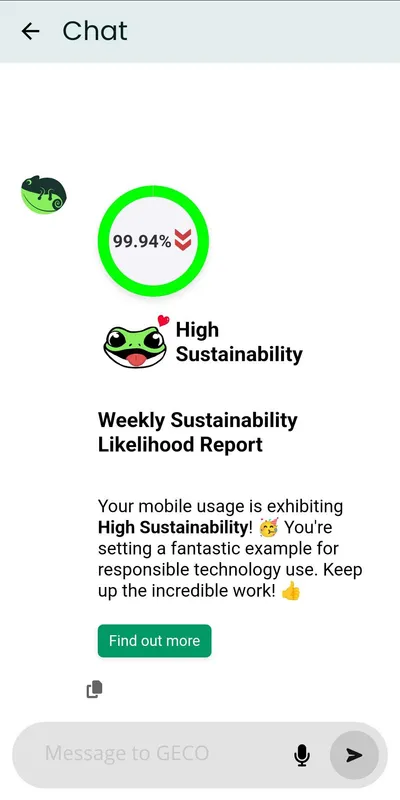 Chat
99.94%
High
Sustainability
Weekly Sustainability
Likelihood Report
Your mobile usage is exhibiting
High Sustainability! 🥳 You're
setting a fantastic example for
responsible technology use. Keep
up the incredible work! 👍
Find out more
Message to GECO